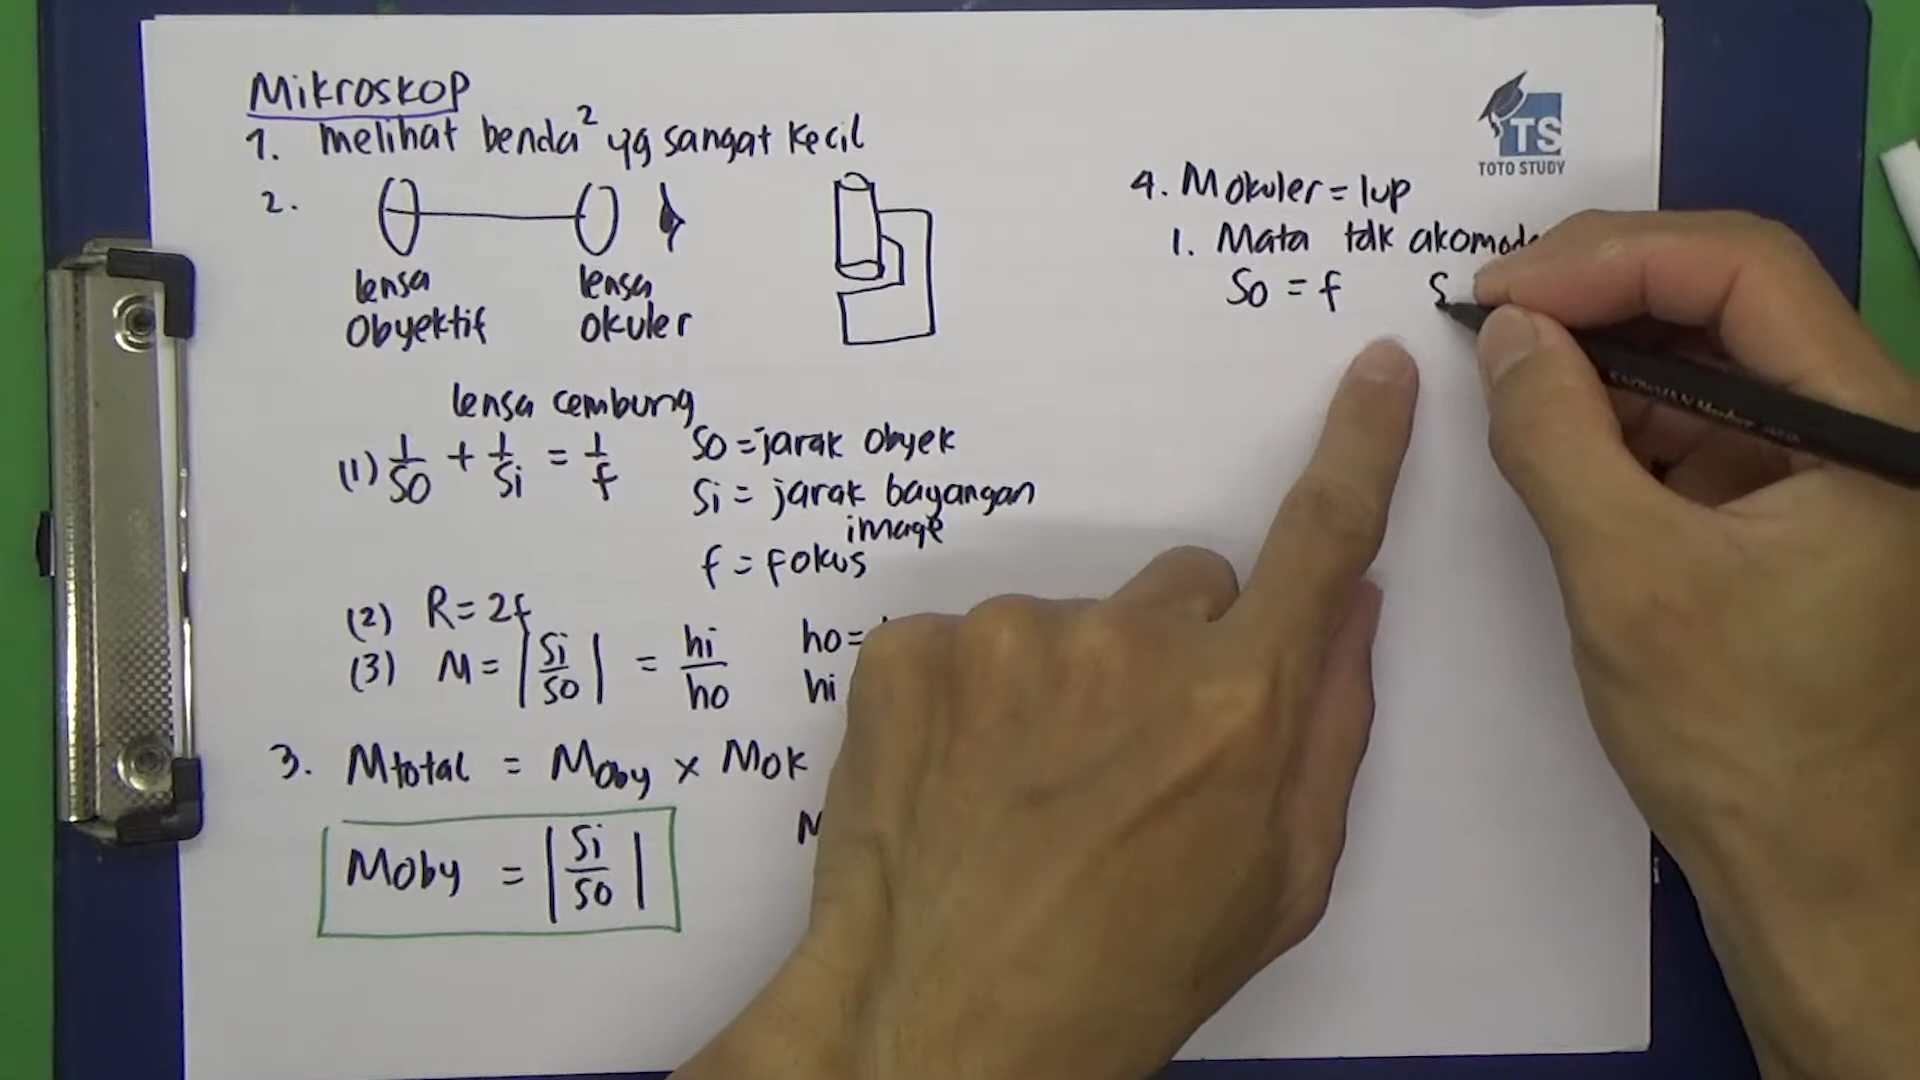 Mikroskop
1. melihat benda² yg sangat kecil
2.
lensa obyektif
lensa okuler
lensa cembung
(1) 1/So + 1/Si = 1/f
So = jarak obyek
Si = jarak bayangan
image
f = fokus
(2) R = 2f
(3) M = |Si/So| = hi/ho
ho =
hi
3. Mtotal = Moby x Mok
Moby = |Si/So|
TS
TOTO STUDY
4. Mokuler = lup
1. Mata tdk
So = f S